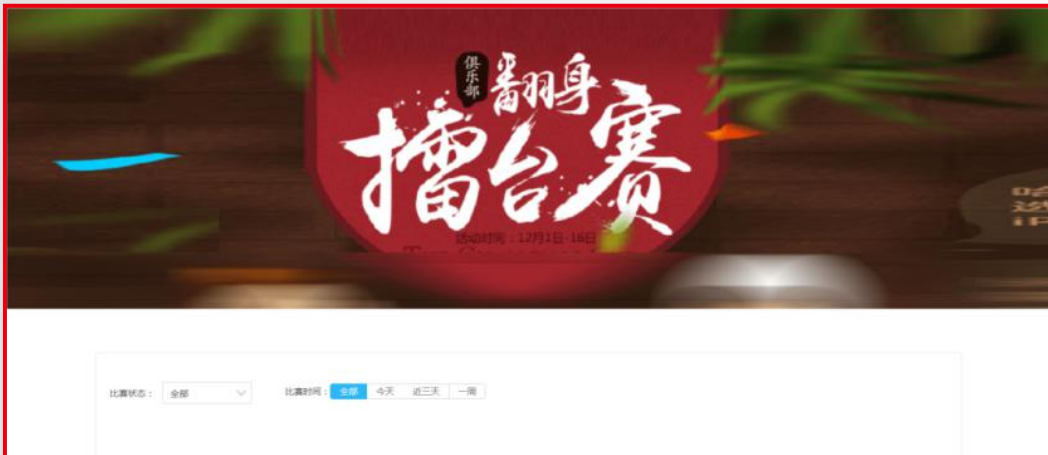 俱乐部
翻身
擂台赛
活动时间：12月1日-16日
比赛状态： 全部
比赛时间： 全部 今天 近三天 一周